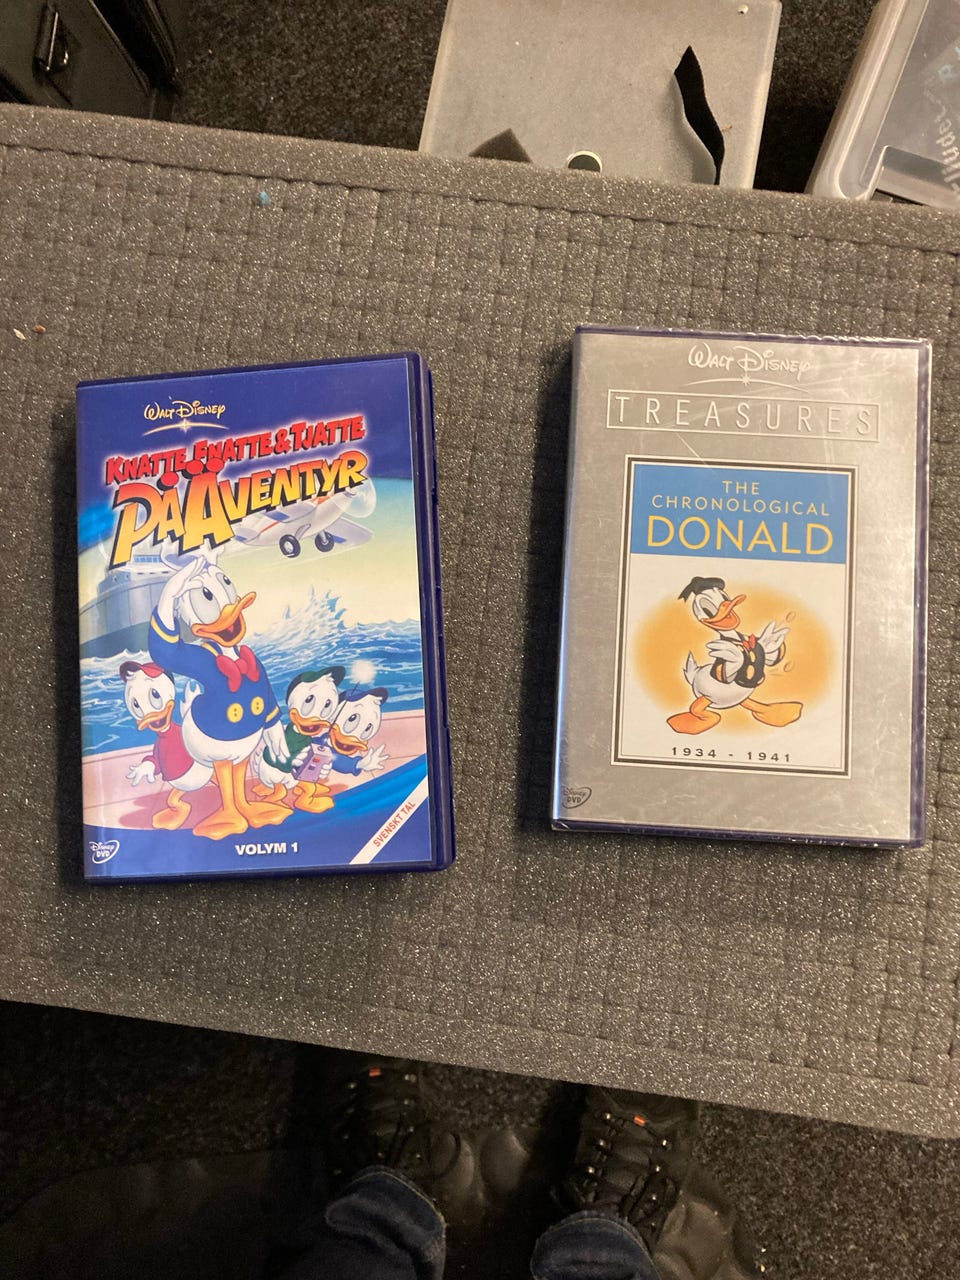 WALT DISNEY
KNATTE, FNATTE & TJATTE
PÅ ÄVENTYR
VOLYM 1
SVENSKT TAL
Disney
DVD
WALT DISNEY
TREASURES
THE
CHRONOLOGICAL
DONALD
1934 - 1941
Disney
DVD